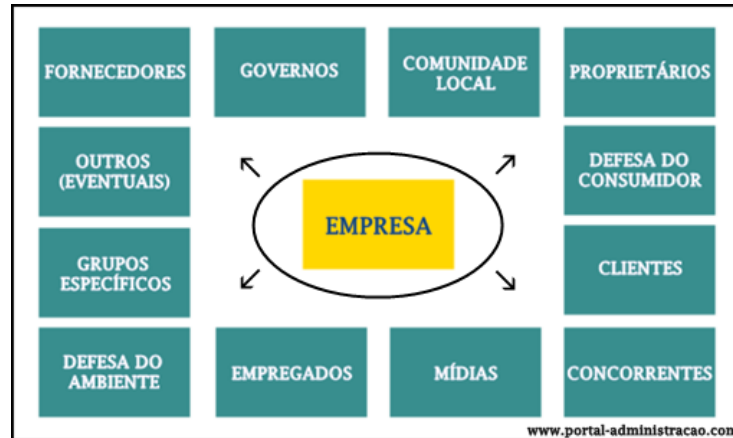 FORNECEDORES
GOVERNOS
COMUNIDADE
LOCAL
PROPRIETÁRIOS
OUTROS
(EVENTUAIS)
DEFESA DO
CONSUMIDOR
EMPRESA
GRUPOS
ESPECÍFICOS
CLIENTES
DEFESA DO
AMBIENTE
EMPREGADOS
MÍDIAS
CONCORRENTES
www.portal-administracao.com